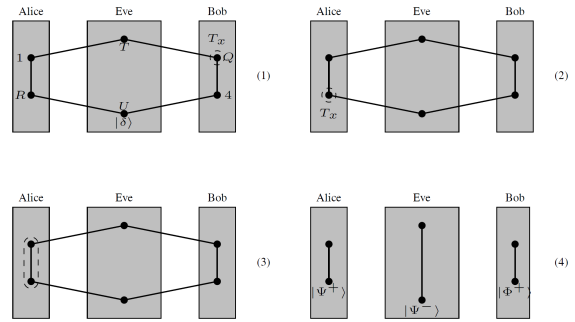 Alice Eve Bob
T T_x
1 Q
(1)
R U 4
|δ⟩
Alice Eve Bob
(2)
T_x
Alice Eve Bob
(3)
Alice Eve Bob
(4)
|Ψ⁺⟩ |Φ⁺⟩
|Ψ⁻⟩